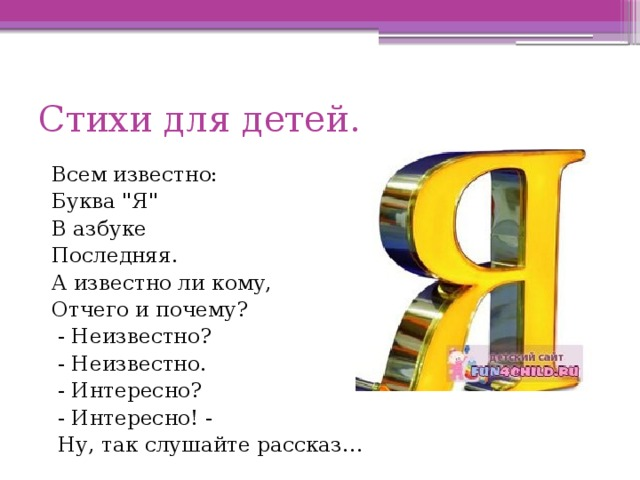 Стихи для детей.
Всем известно:
Буква "Я"
В азбуке
Последняя.
А известно ли кому,
Отчего и почему?
- Неизвестно?
- Неизвестно.
- Интересно?
- Интересно! -
Ну, так слушайте рассказ…
Я
детский сайт
FUN4CHILD.RU